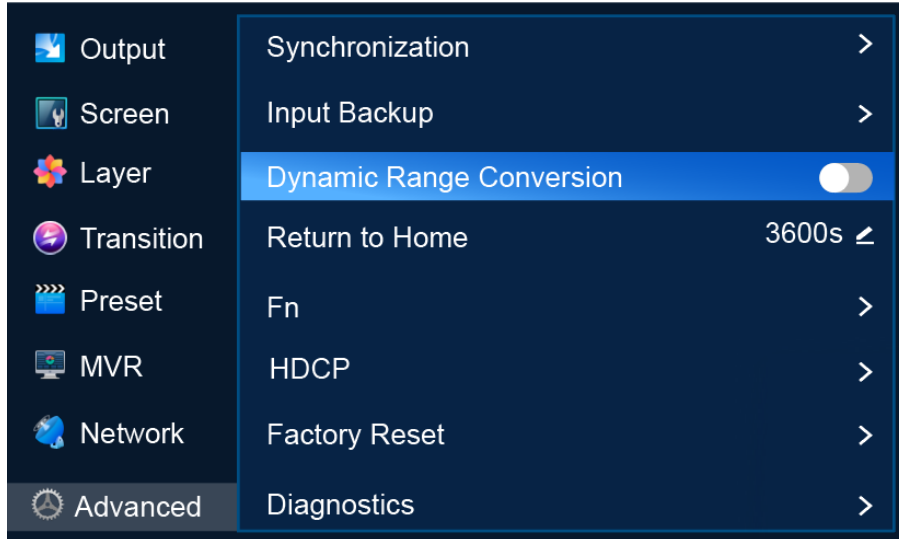 Output
Screen
Layer
Transition
Preset
MVR
Network
Advanced
Synchronization
Input Backup
Dynamic Range Conversion
Return to Home 3600s
Fn
HDCP
Factory Reset
Diagnostics